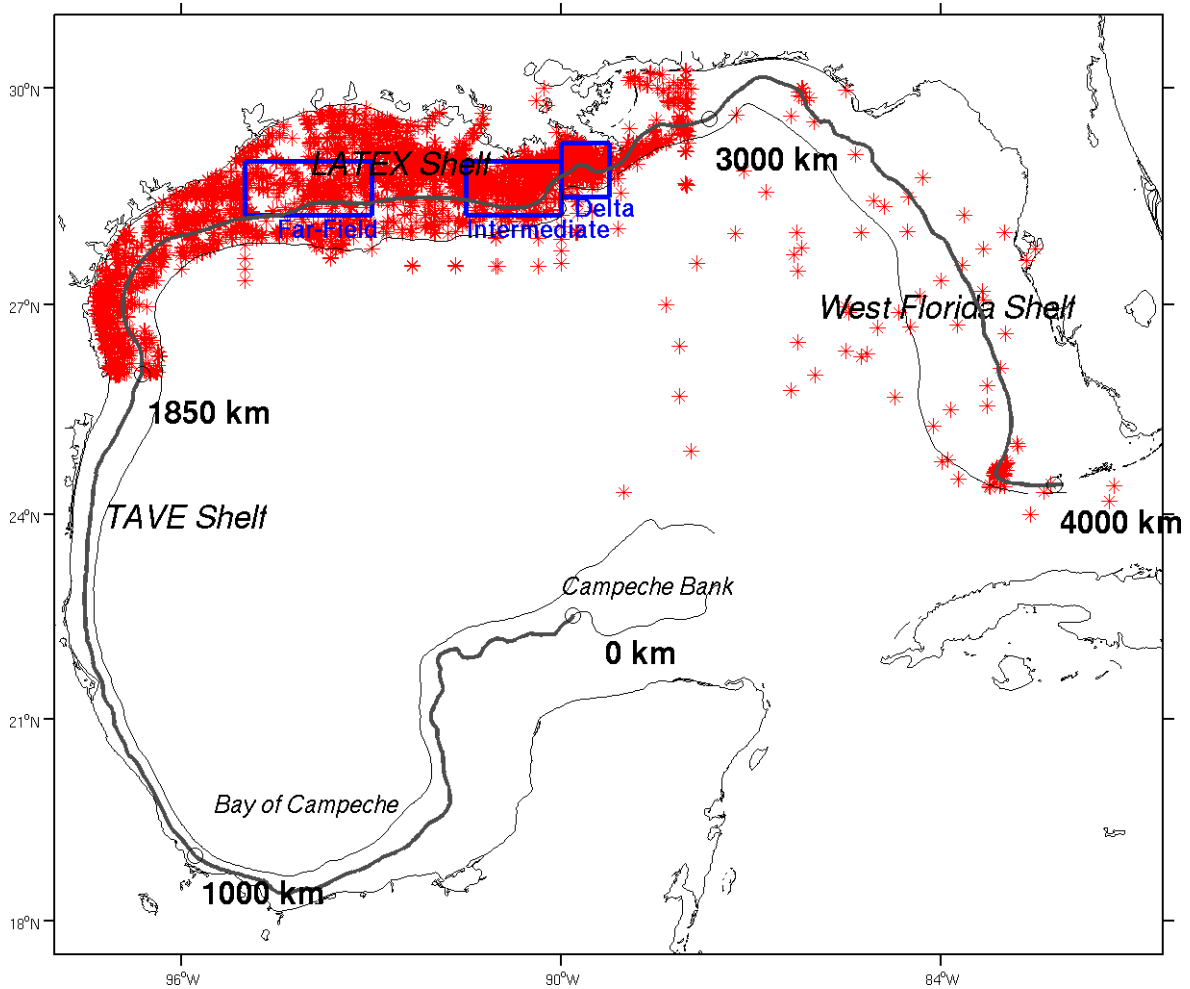 30°N
LATEX Shelf
3000 km
Delta
Far-Field
Intermediate
27°N
West Florida Shelf
1850 km
24°N
TAVE Shelf
4000 km
Campeche Bank
0 km
21°N
Bay of Campeche
1000 km
18°N
96°W
90°W
84°W